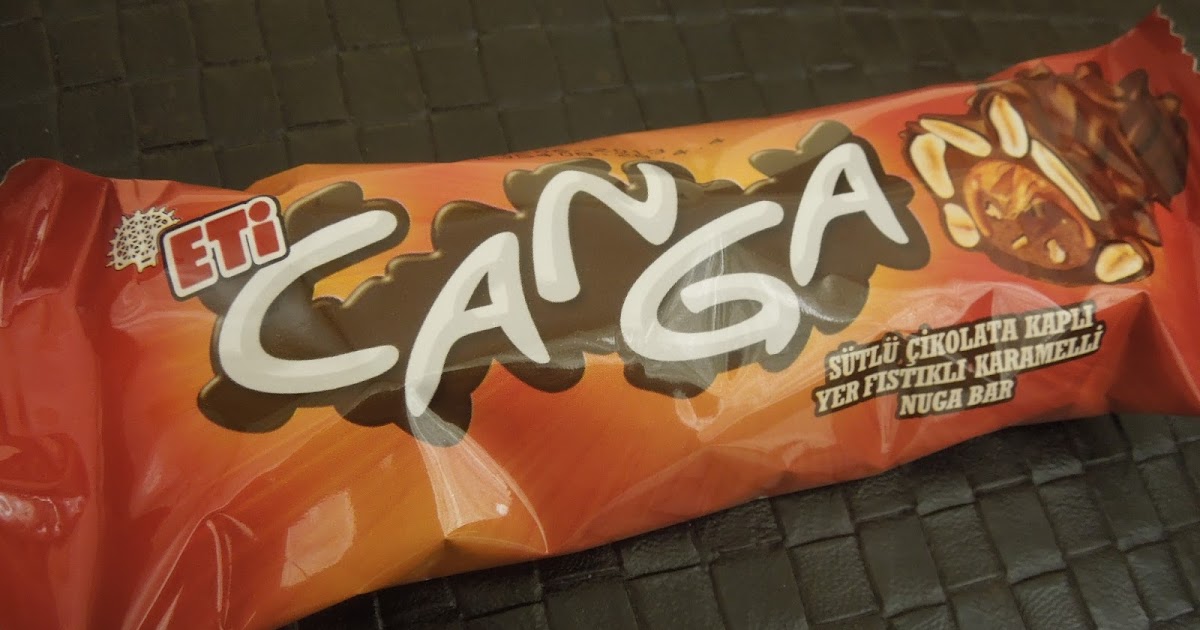 ETİ
CANGA
SÜTLÜ ÇİKOLATA KAPLI
YER FISTIKLI KARAMELLİ
NUGA BAR